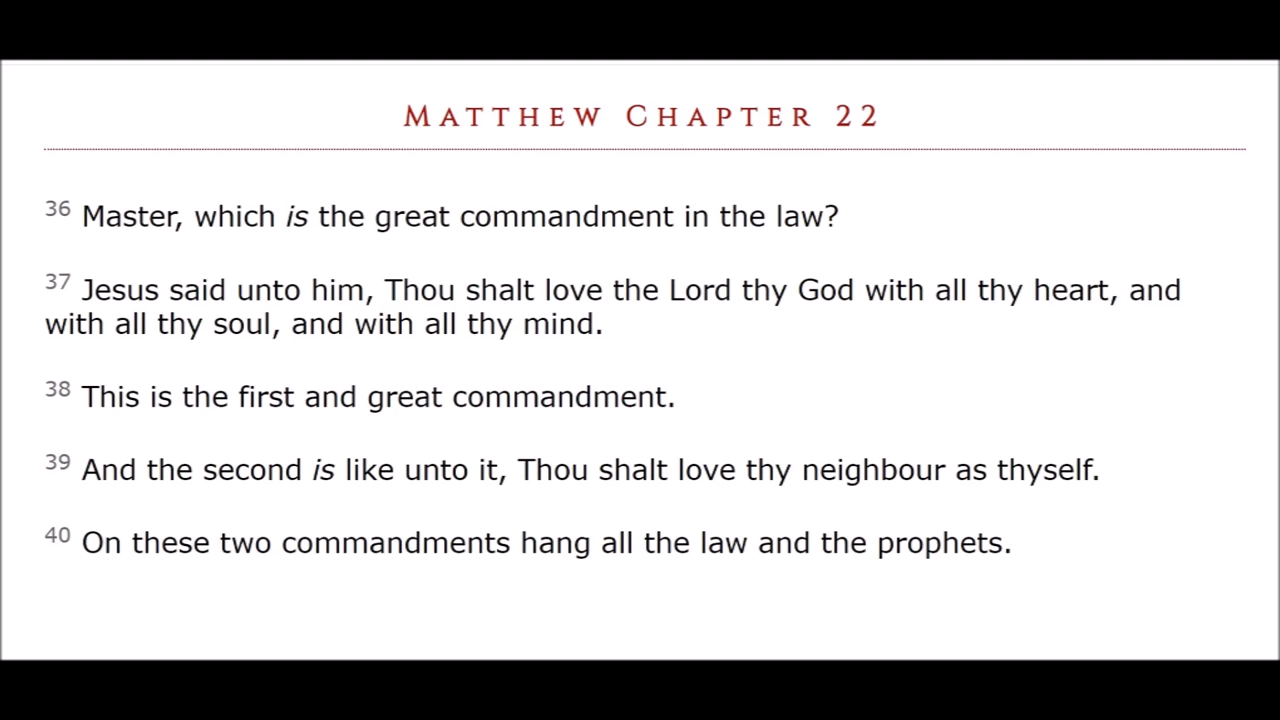 Matthew Chapter 22
36 Master, which is the great commandment in the law?
37 Jesus said unto him, Thou shalt love the Lord thy God with all thy heart, and
with all thy soul, and with all thy mind.
38 This is the first and great commandment.
39 And the second is like unto it, Thou shalt love thy neighbour as thyself.
40 On these two commandments hang all the law and the prophets.